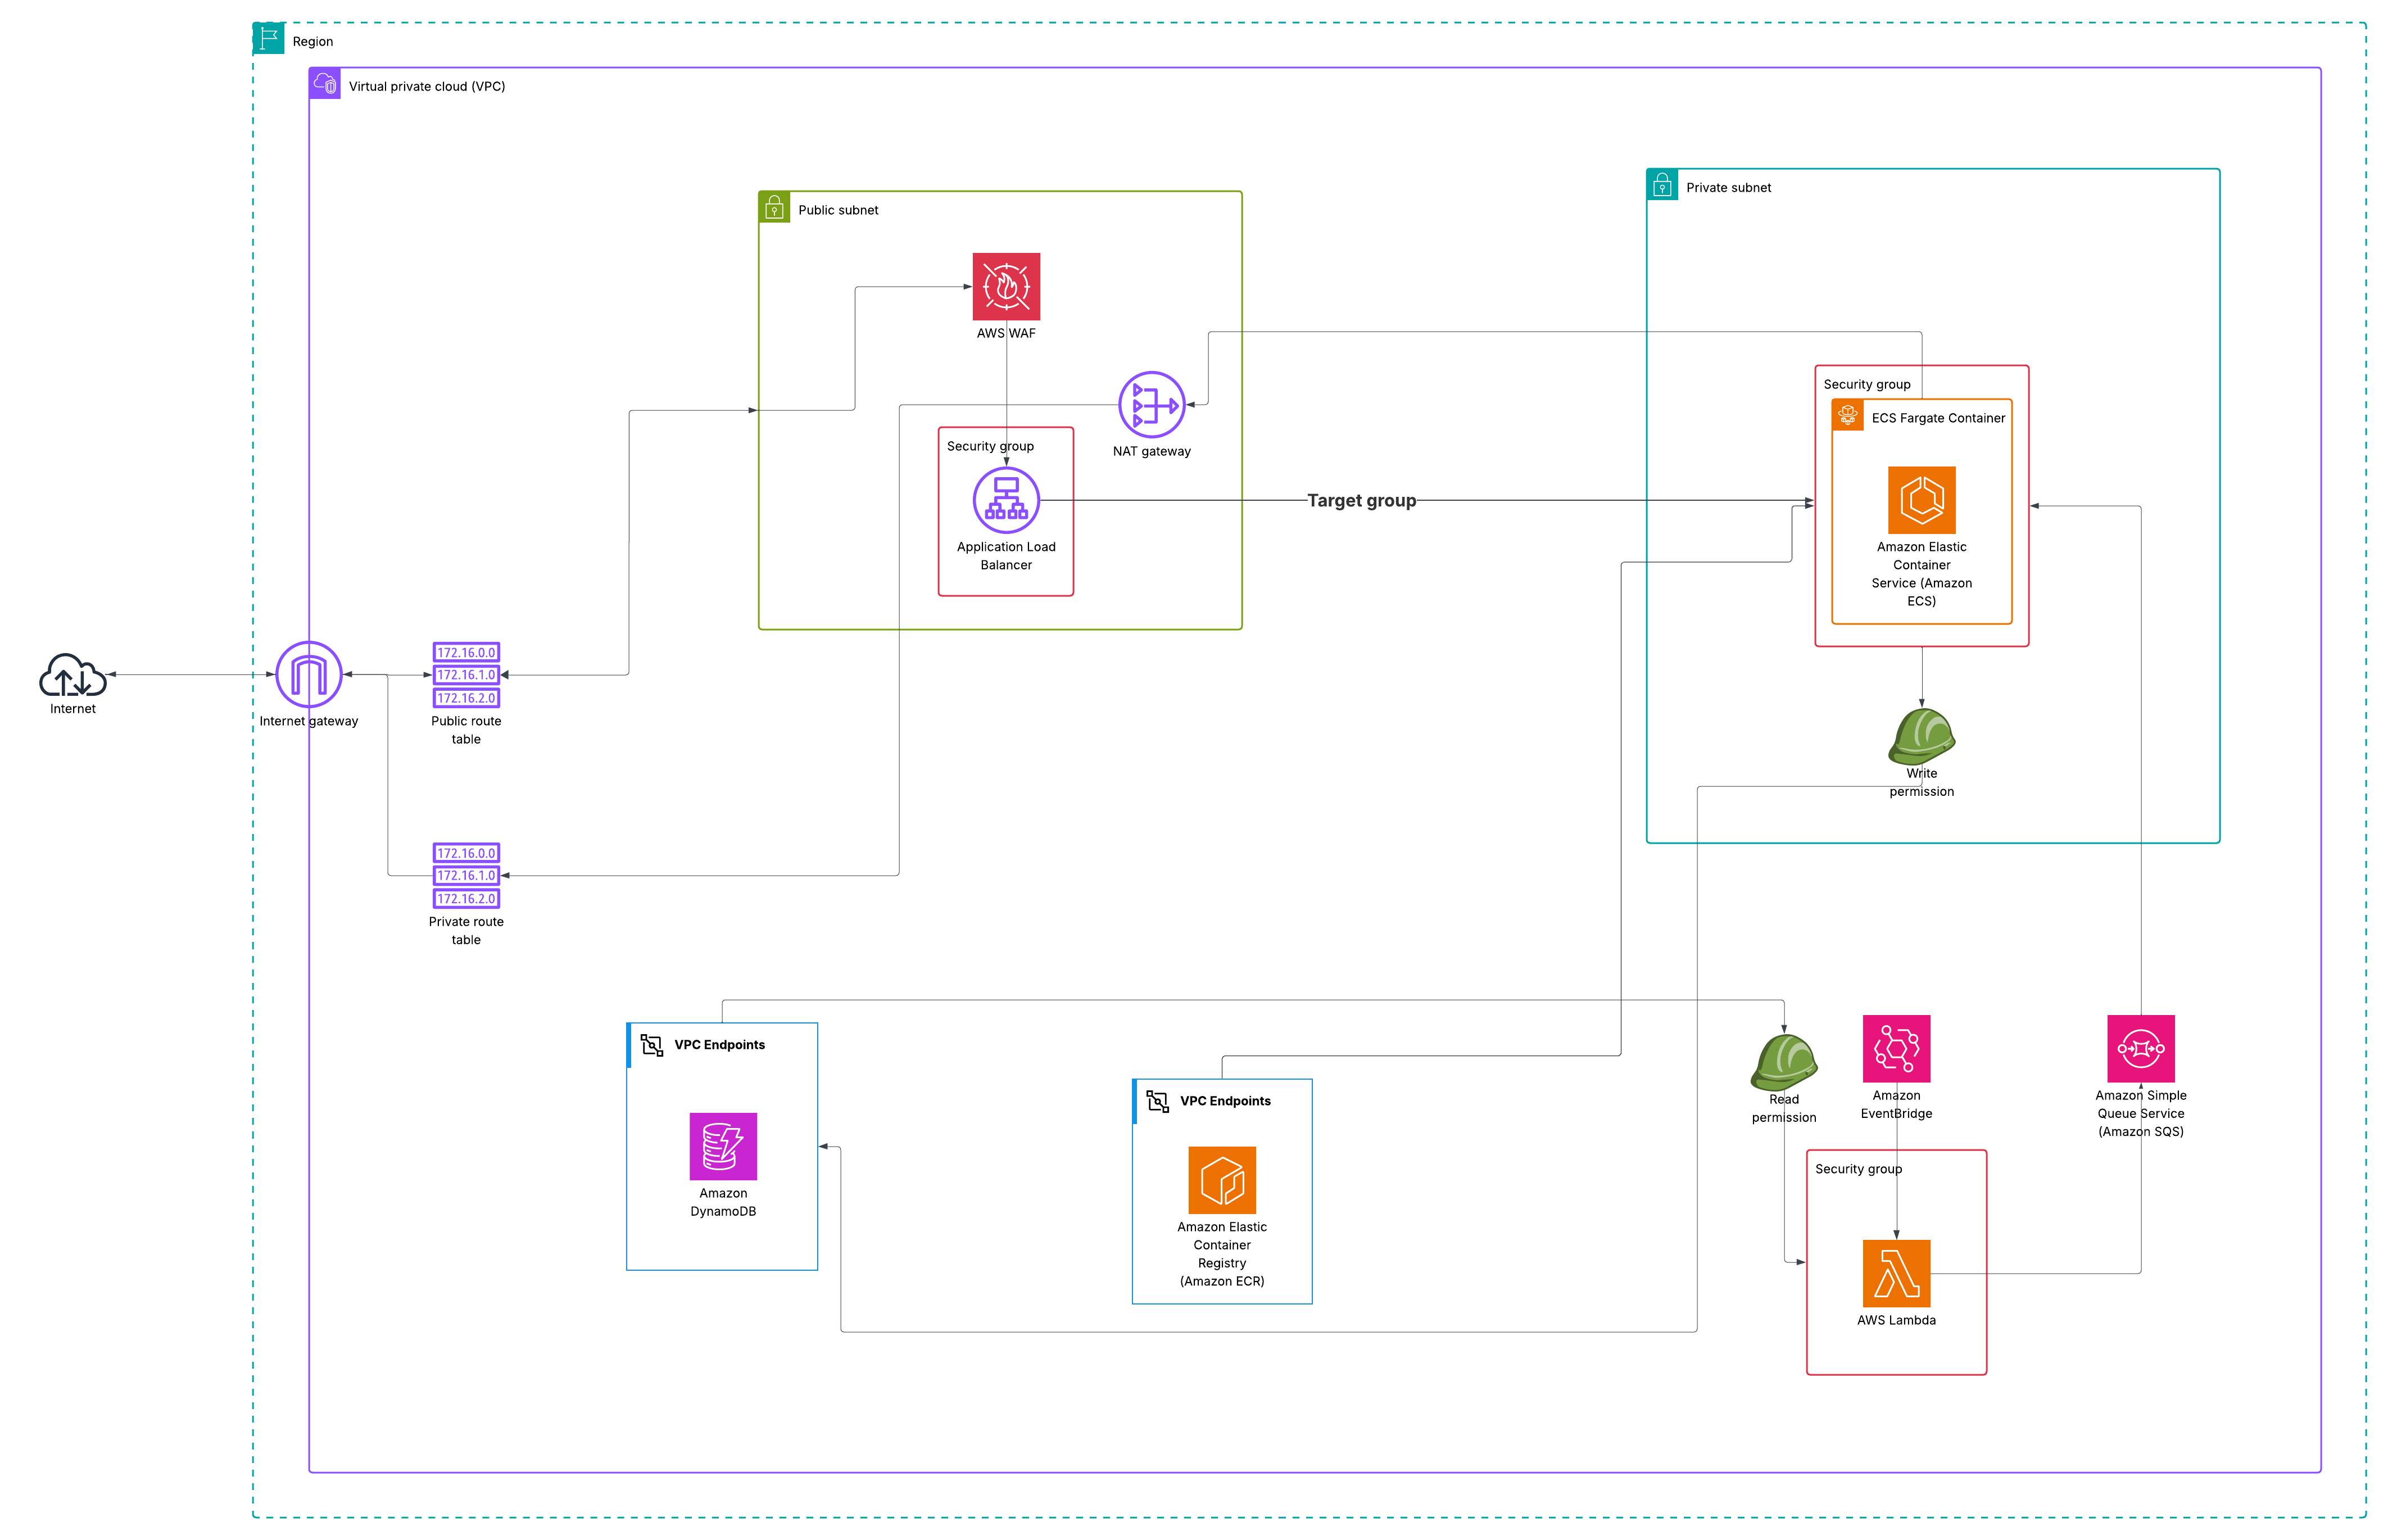 Region
Virtual private cloud (VPC)
Private subnet
Public subnet
AWS WAF
Security group
ECS Fargate Container
Security group
NAT gateway
Target group
Application Load
Balancer
Amazon Elastic
Container
Service (Amazon
ECS)
172.16.0.0
172.16.1.0
172.16.2.0
Internet
Internet gateway
Public route
table
Write
permission
172.16.0.0
172.16.1.0
172.16.2.0
Private route
table
VPC Endpoints
Amazon
DynamoDB
VPC Endpoints
Amazon Elastic
Container
Registry
(Amazon ECR)
Read
permission
Amazon
EventBridge
Amazon Simple
Queue Service
(Amazon SQS)
Security group
AWS Lambda